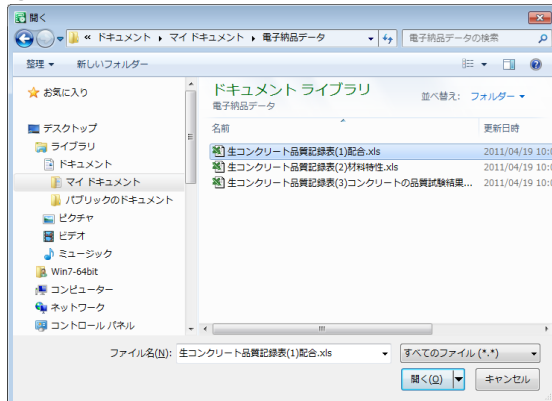 開く
« ドキュメント ▸ マイ ドキュメント ▸ 電子納品データ
電子納品データの検索
整理 ▼ 新しいフォルダー
お気に入り
デスクトップ
ライブラリ
ドキュメント
マイ ドキュメント
パブリックのドキュメント
ピクチャ
ビデオ
ミュージック
Win7-64bit
コンピューター
ネットワーク
コントロール パネル
ドキュメント ライブラリ
電子納品データ
並べ替え: フォルダー ▼
名前 更新日時
生コンクリート品質記録表(1)配合.xls 2011/04/19 10:
生コンクリート品質記録表(2)材料特性.xls 2011/04/19 10:
生コンクリート品質記録表(3)コンクリートの品質試験結果... 2011/04/19 10:
ファイル名(N): 生コンクリート品質記録表(1)配合.xls
すべてのファイル (*.*)
開く(O) キャンセル